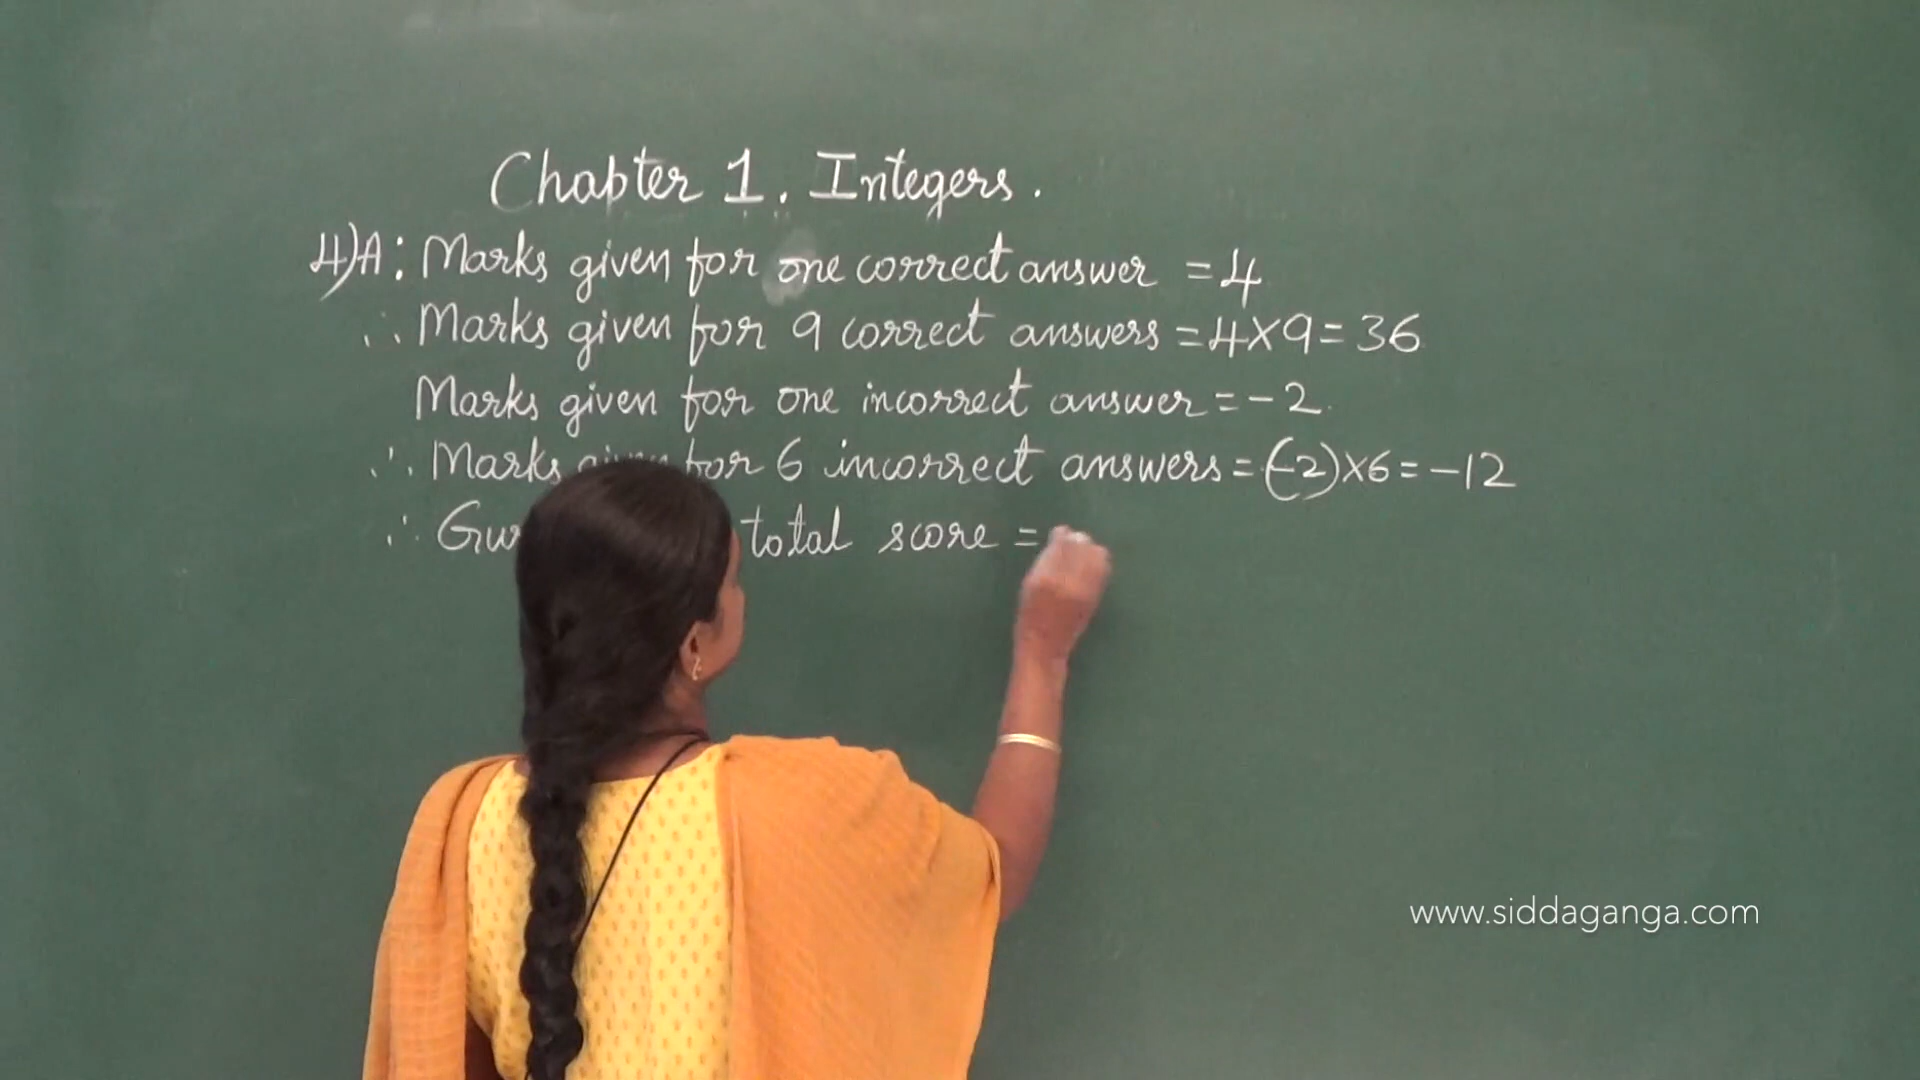 Chapter 1. Integers.
4)A: Marks given for one correct answer = 4
∴ Marks given for 9 correct answers = 4×9=36
Marks given for one incorrect answer = -2.
∴ Marks for 6 incorrect answers = (-2)×6 = -12
∴ total score =
www.siddaganga.com